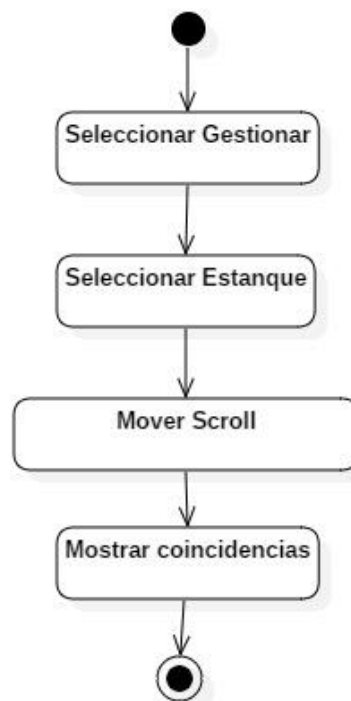 Seleccionar Gestionar
Seleccionar Estanque
Mover Scroll
Mostrar coincidencias